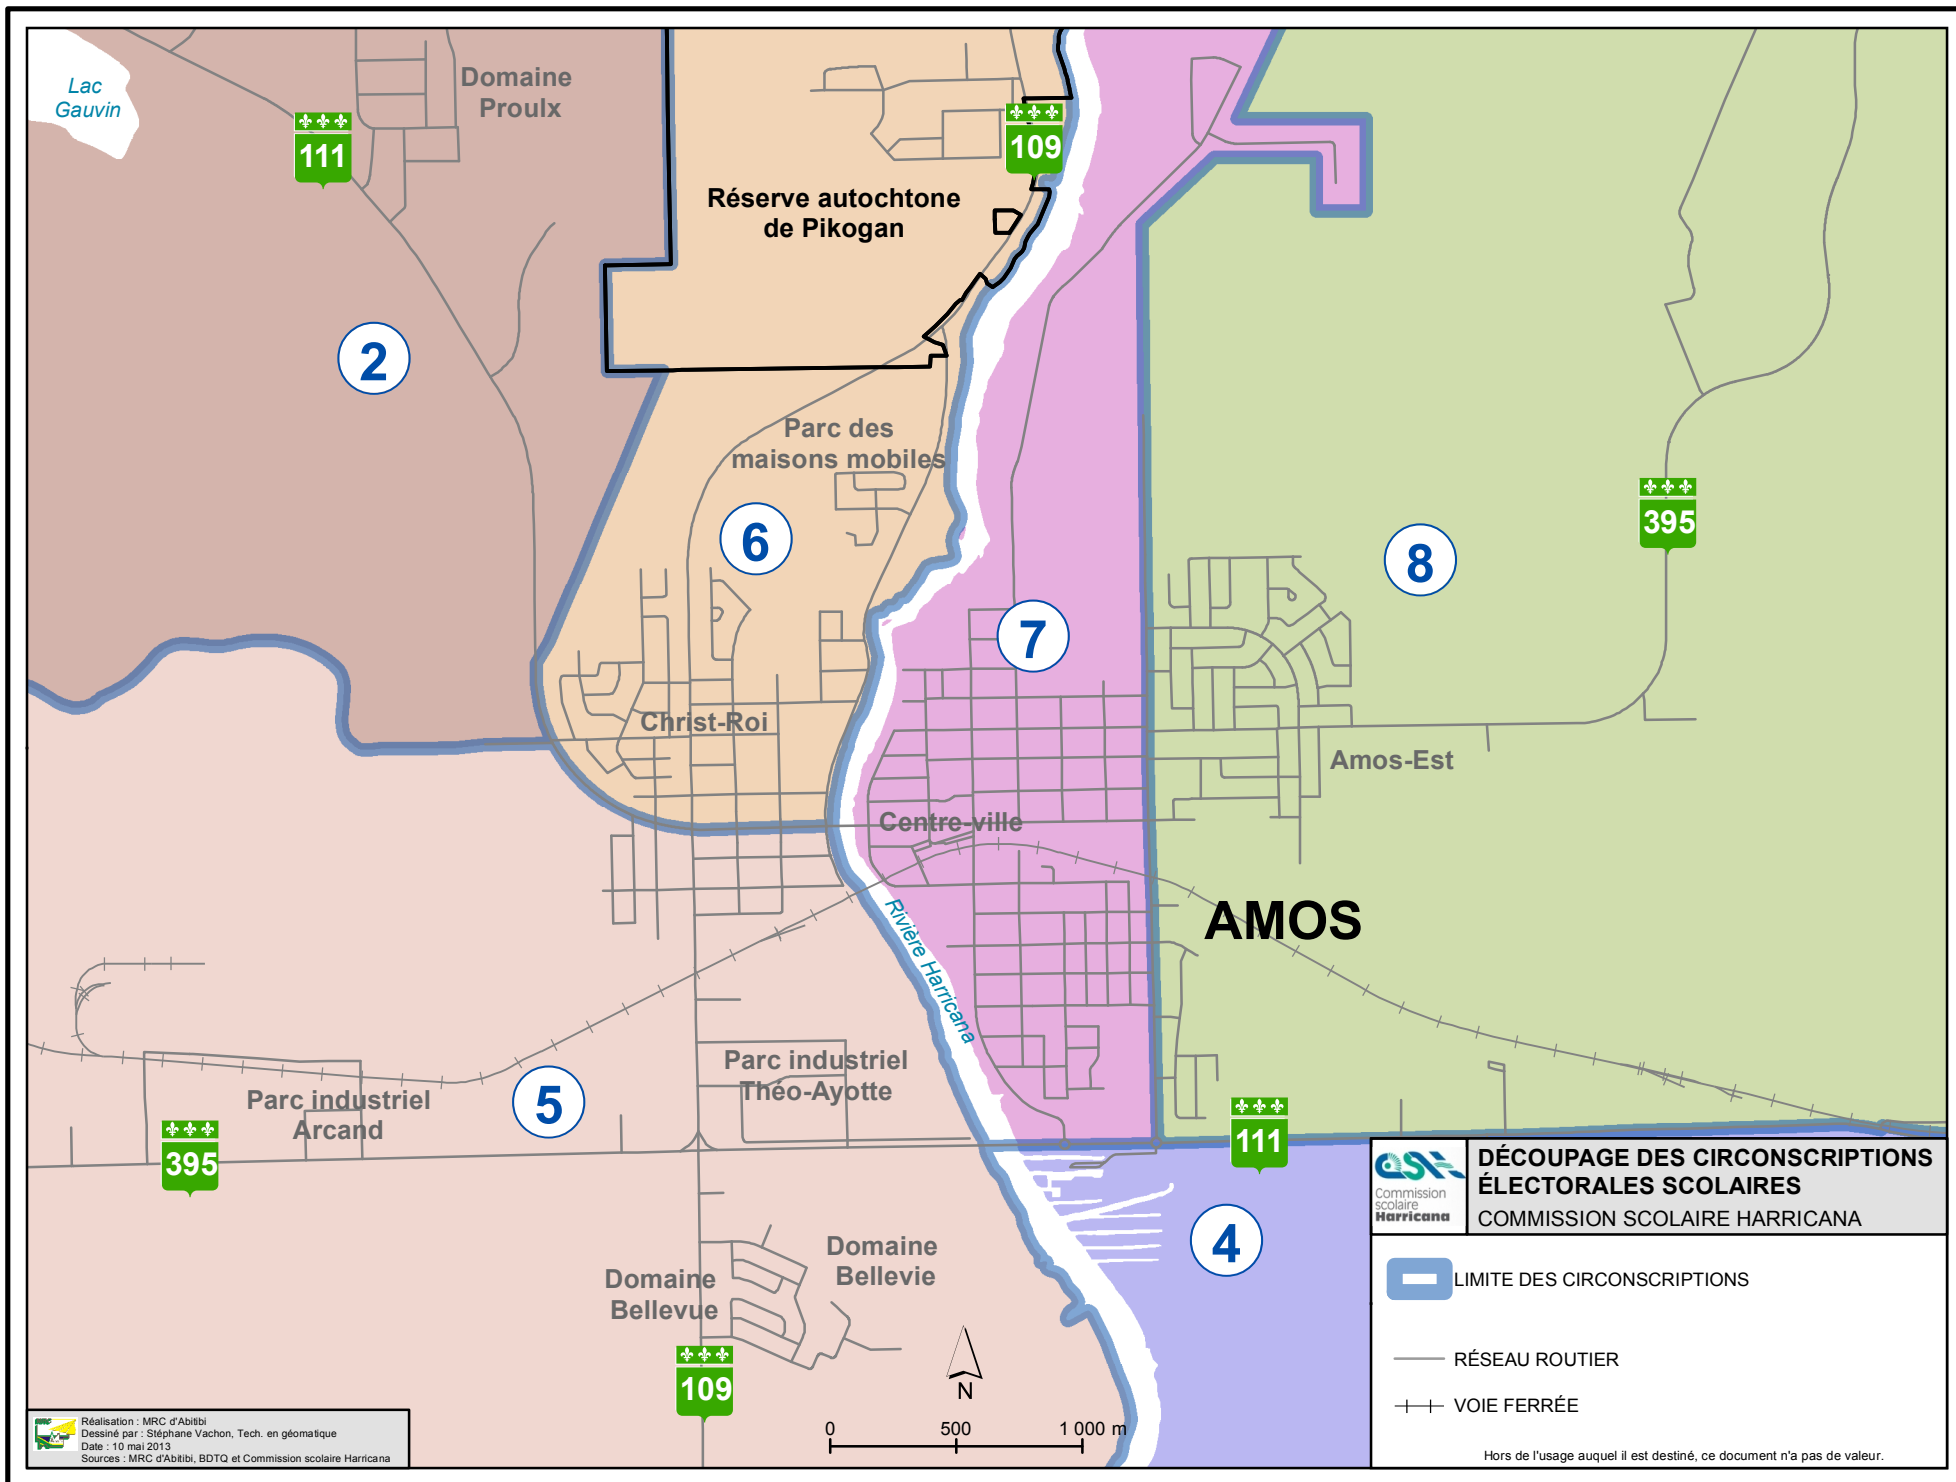 Lac
Gauvin
Domaine
Proulx
111
109
Réserve autochtone
de Pikogan
2
Parc des
maisons mobiles
6
395
8
7
Christ-Roi
Amos-Est
Centre-ville
AMOS
Rivière Harricana
Parc industriel
Théo-Ayotte
Parc industriel
Arcand
5
395
111
4
Domaine
Bellevie
Domaine
Bellevue
109
N
0 500 1 000 m
CSH
Commission
scolaire
Harricana
DÉCOUPAGE DES CIRCONSCRIPTIONS
ÉLECTORALES SCOLAIRES
COMMISSION SCOLAIRE HARRICANA
LIMITE DES CIRCONSCRIPTIONS
RÉSEAU ROUTIER
VOIE FERRÉE
Hors de l'usage auquel il est destiné, ce document n'a pas de valeur.
MRC
Réalisation : MRC d'Abitibi
Dessiné par : Stéphane Vachon, Tech. en géomatique
Date : 10 mai 2013
Sources : MRC d'Abitibi, BDTQ et Commission scolaire Harricana